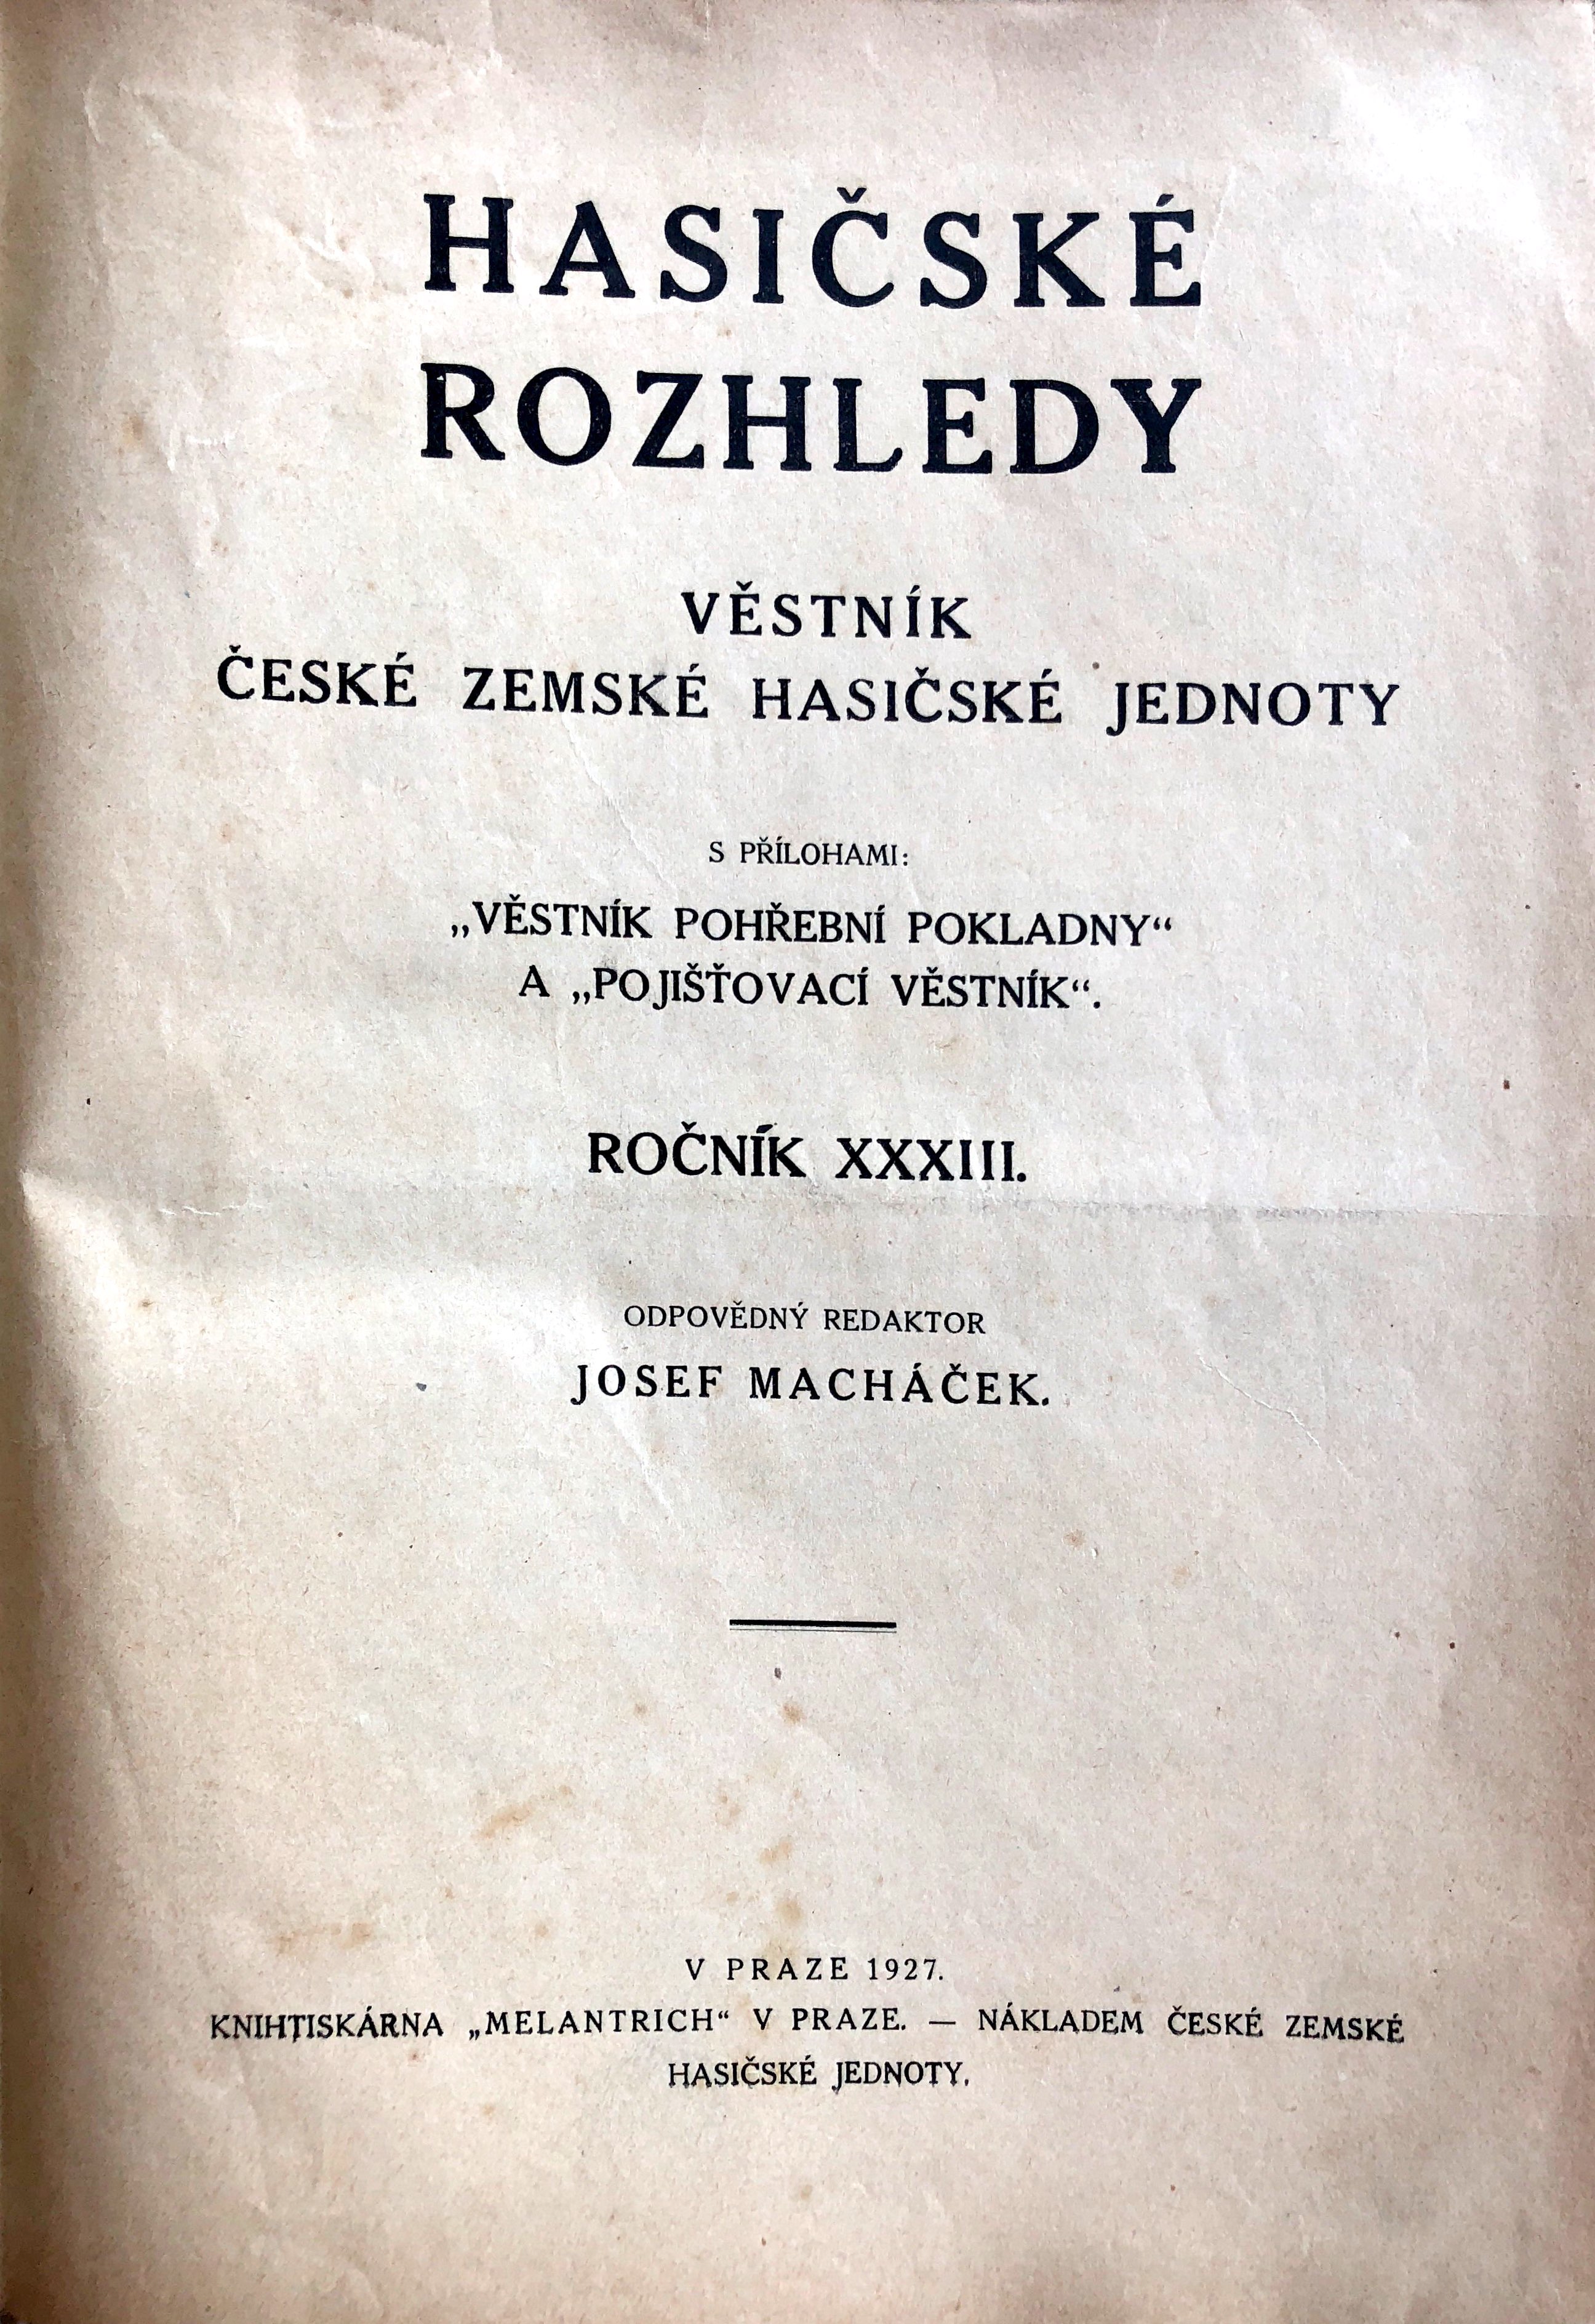 HASIČSKÉ
ROZHLEDY
VĚSTNÍK
ČESKÉ ZEMSKÉ HASIČSKÉ JEDNOTY
S PŘÍLOHAMI:
„VĚSTNÍK POHŘEBNÍ POKLADNY“
A „POJIŠŤOVACÍ VĚSTNÍK“.
ROČNÍK XXXIII.
ODPOVĚDNÝ REDAKTOR
JOSEF MACHÁČEK.
V PRAZE 1927.
KNIHTISKÁRNA „MELANTRICH“ V PRAZE. — NÁKLADEM ČESKÉ ZEMSKÉ
HASIČSKÉ JEDNOTY.